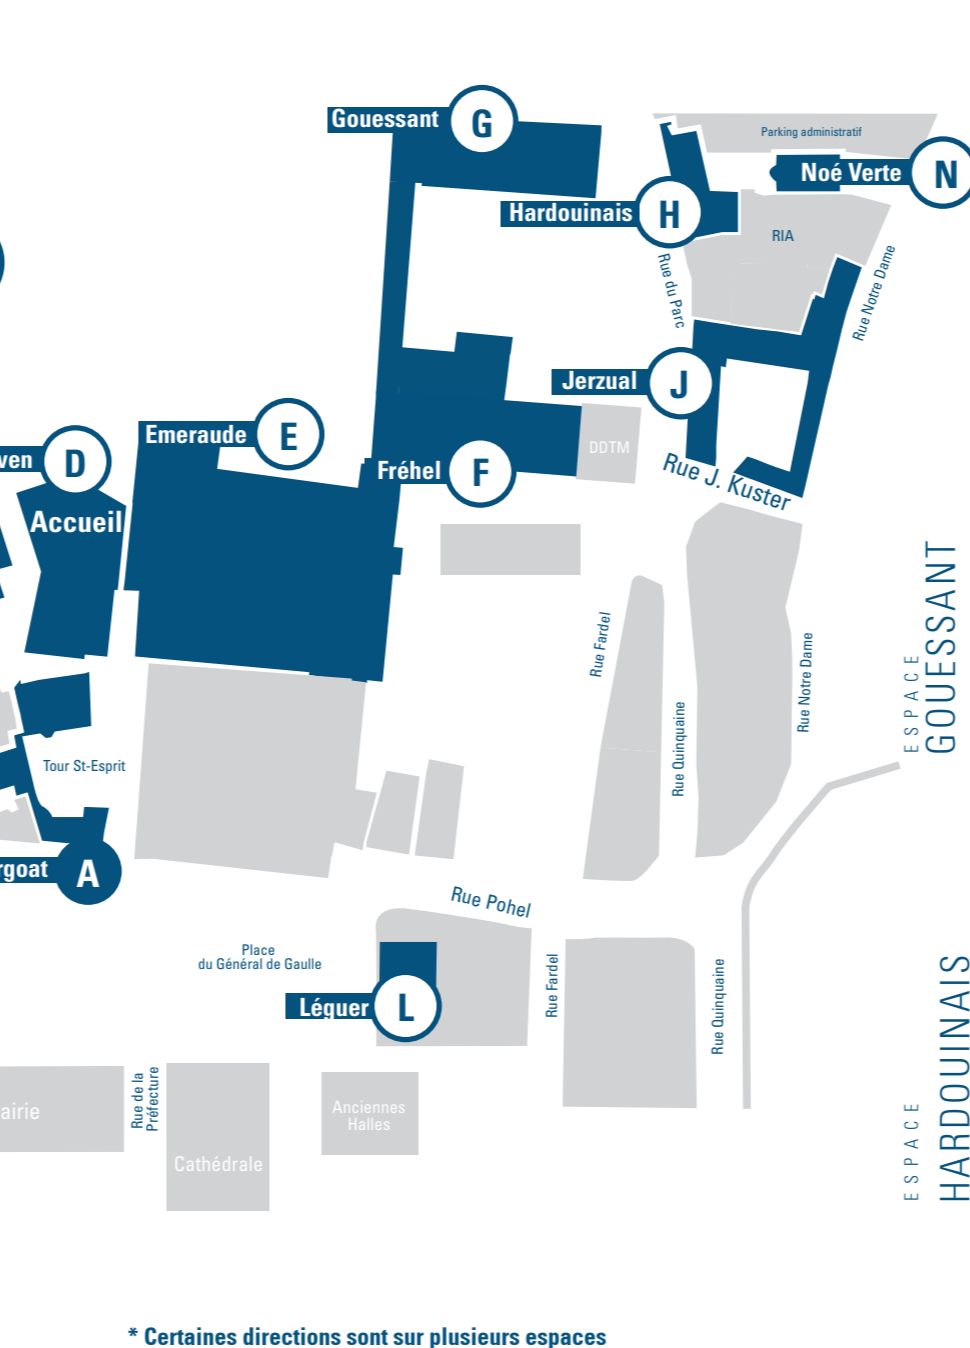 Gouessant G
Parking administratif
Noé Verte N
Hardouinais H
RIA
Rue du Parc
Rue Notre Dame
Jerzual J
Emeraude E
DDTM
ven D
Fréhel F
Rue J. Kuster
Accueil
Rue Fardel
Rue Quinquaine
Rue Notre Dame
ESPACE
GOUESSANT
Tour St-Esprit
rgoat A
Rue Pohel
Place
du Général de Gaulle
Léguer L
Rue Fardel
Rue Quinquaine
airie
Rue de la
Préfecture
Cathédrale
Anciennes
Halles
ESPACE
HARDOUINAIS
* Certaines directions sont sur plusieurs espaces